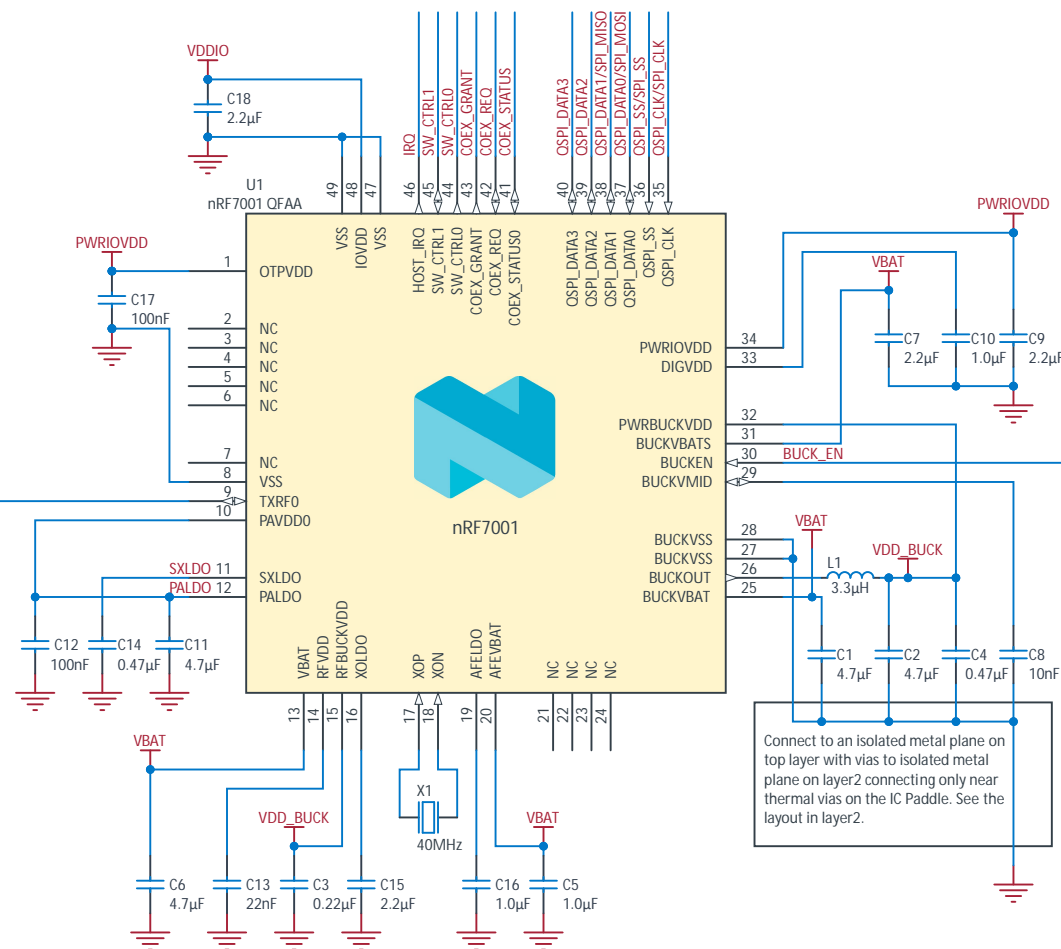 VDDIO
C18
2.2µF
IRQ
SW_CTRL1
SW_CTRL0
COEX_GRANT
COEX_REQ
COEX_STATUS
QSPI_DATA3
QSPI_DATA2
QSPI_DATA1/SPI_MISO
QSPI_DATA0/SPI_MOSI
QSPI_SS/SPI_SS
QSPI_CLK/SPI_CLK
49
48
47
46
45
44
43
42
41
40
39
38
37
36
35
U1
nRF7001 QFAA
VSS
IOVDD
VSS
HOST_IRQ
SW_CTRL1
SW_CTRL0
COEX_GRANT
COEX_REQ
COEX_STATUS0
QSPI_DATA3
QSPI_DATA2
QSPI_DATA1
QSPI_DATA0
QSPI_SS
QSPI_CLK
PWRIOVDD
C17
100nF
1 OTPVDD
2 NC
3 NC
4 NC
5 NC
6 NC
7 NC
8 VSS
9 TXRF0
10 PAVDD0
SXLDO 11 SXLDO
PALDO 12 PALDO
C12
100nF
C14
0.47µF
C11
4.7µF
nRF7001
PWRIOVDD
VBAT
C7
2.2µF
C10
1.0µF
C9
2.2µF
PWRIOVDD 34
DIGVDD 33
PWRBUCKVDD 32
BUCKVBATS 31
BUCKEN 30 BUCK_EN
BUCKVMID 29
BUCKVSS 28
BUCKVSS 27
BUCKOUT 26
BUCKVBAT 25
VBAT
VDD_BUCK
L1
3.3µH
C1
4.7µF
C2
4.7µF
C4
0.47µF
C8
10nF
Connect to an isolated metal plane on
top layer with vias to isolated metal
plane on layer2 connecting only near
thermal vias on the IC Paddle. See the
layout in layer2.
VBAT
RFVDD
RFBUCKVDD
XOLDO
XOP
XON
AFELDO
AFEVBAT
NC
NC
NC
NC
13
14
15
16
17
18
19
20
21
22
23
24
VBAT
VDD_BUCK
X1
40MHz
VBAT
C6
4.7µF
C13
22nF
C3
0.22µF
C15
2.2µF
C16
1.0µF
C5
1.0µF